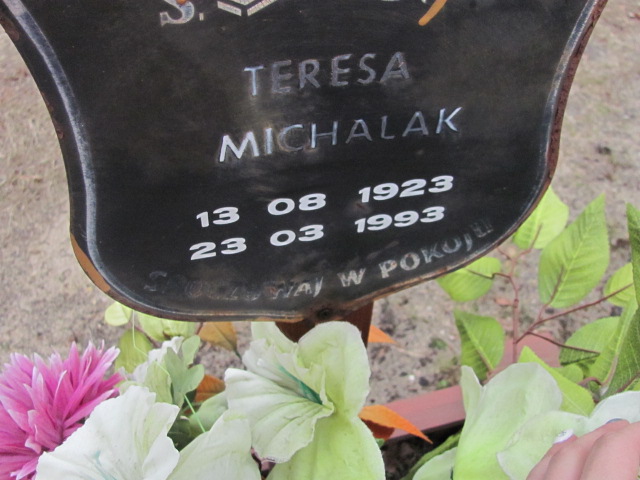 Ś.
TERESA
MICHALAK
13 08 1923
23 03 1993
SPOCZYWAJ W POKOJU